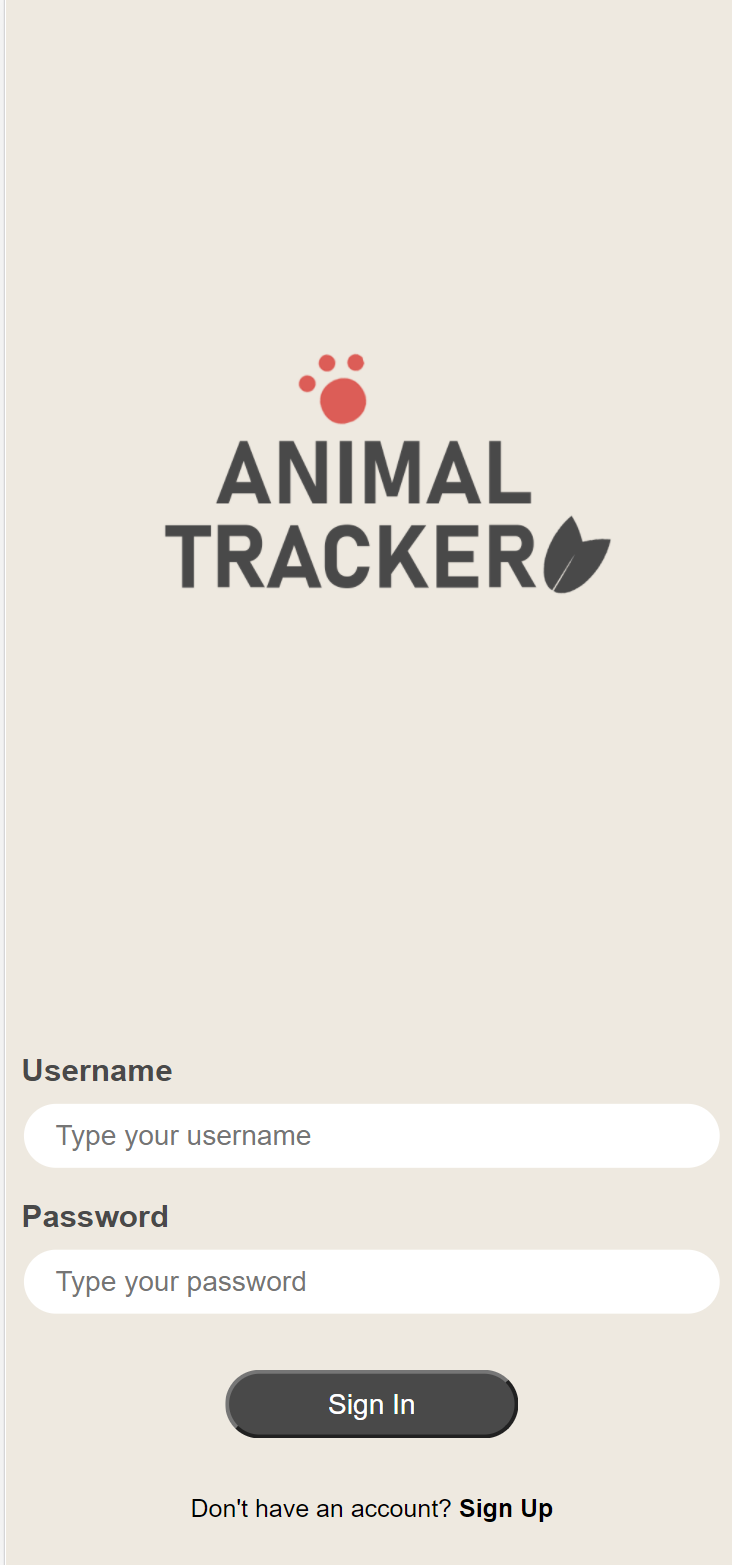 ANIMAL
TRACKER
Username
Type your username
Password
Type your password
Sign In
Don't have an account? Sign Up